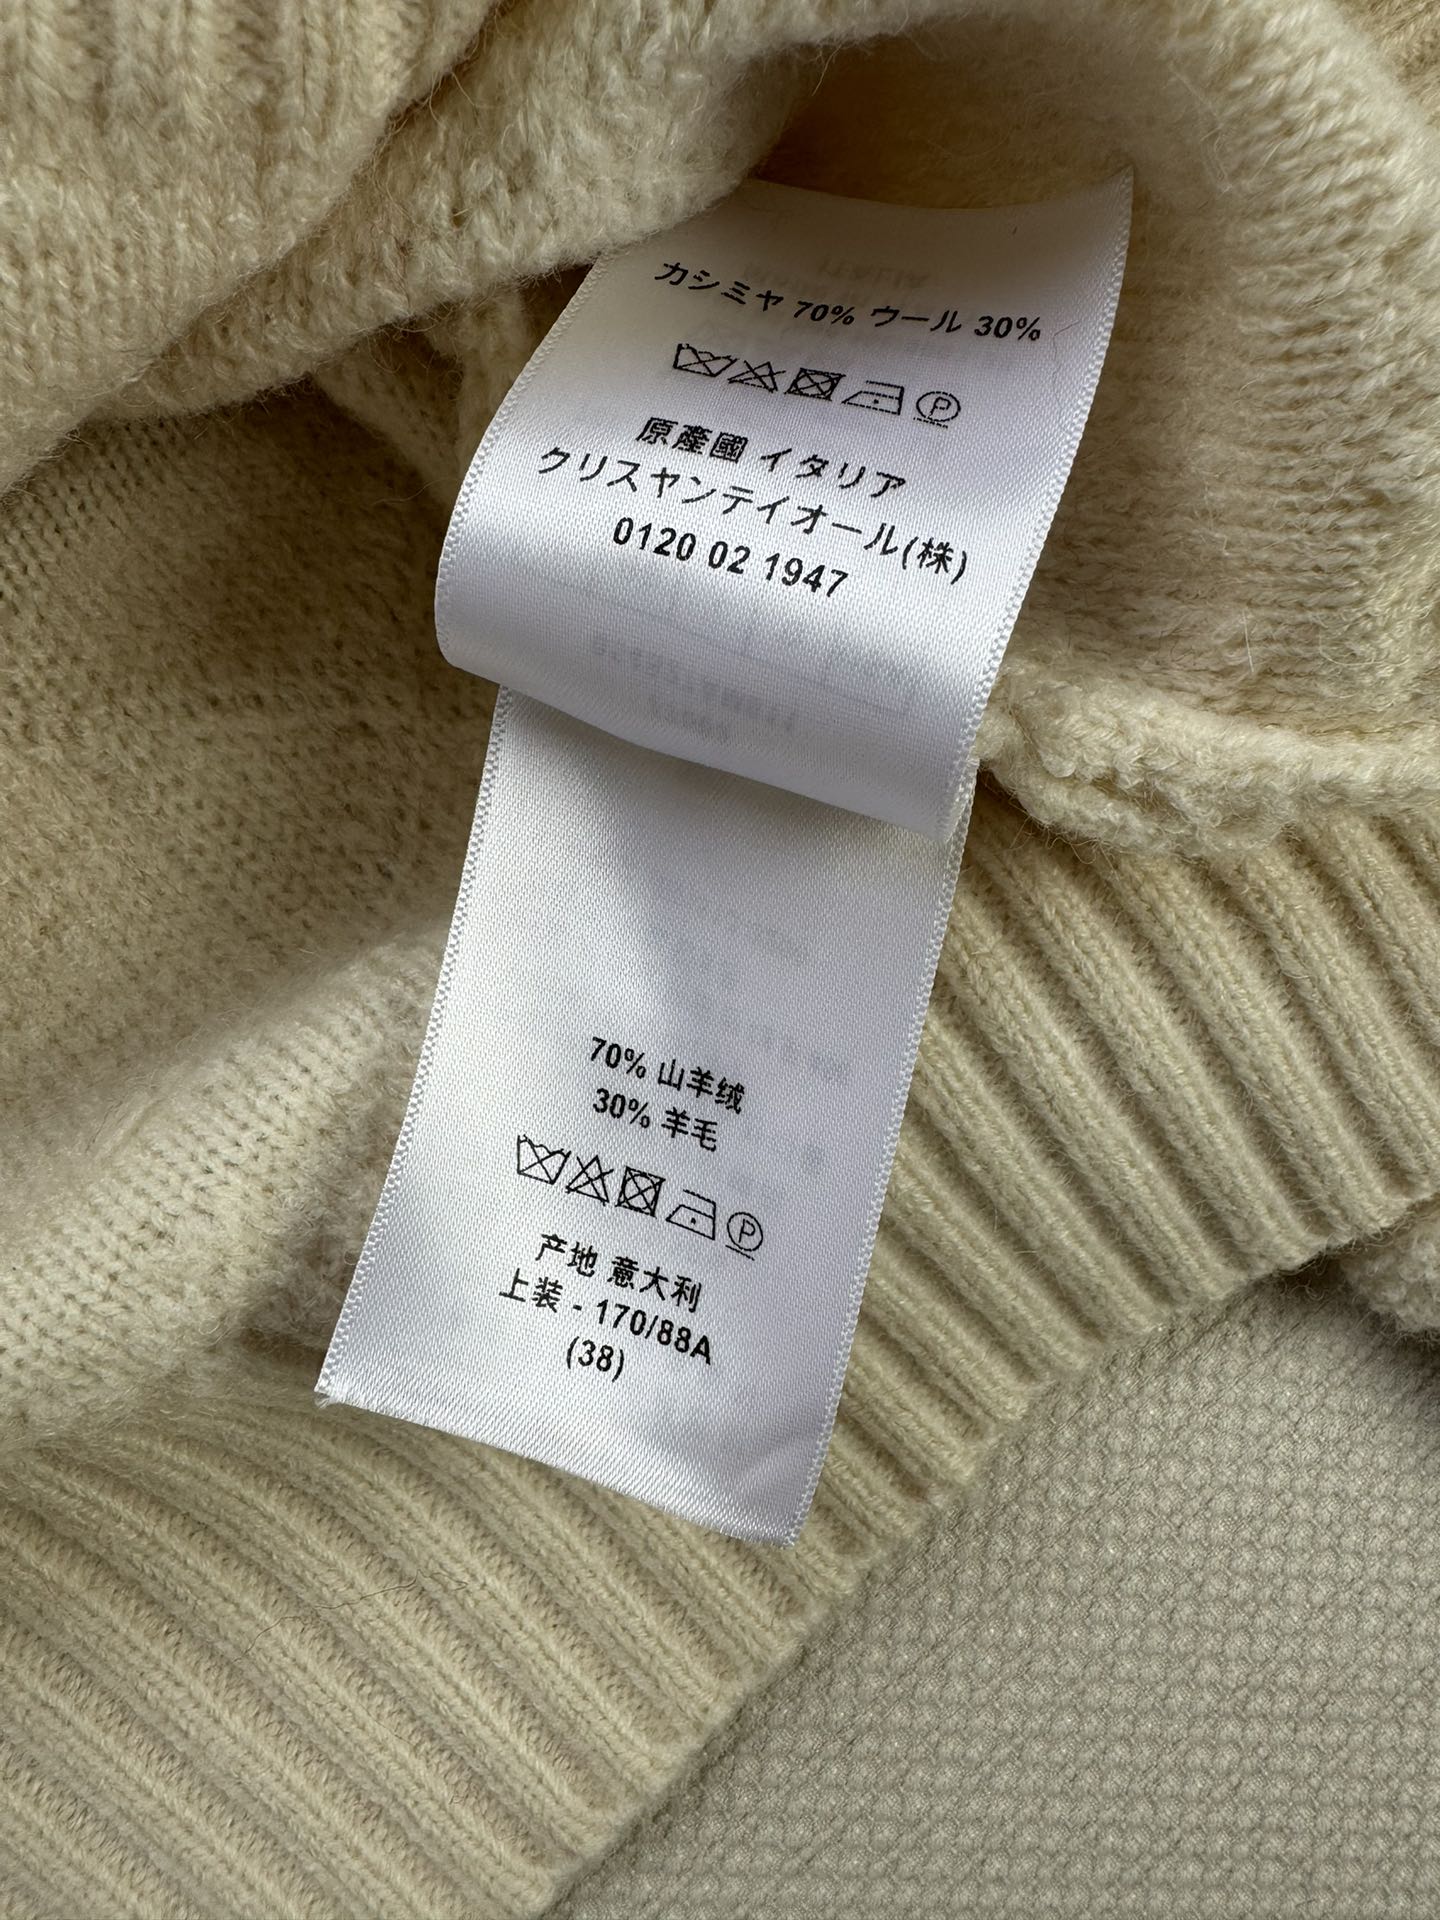 カシミヤ 70% ウール 30%
原産國 イタリア
クリスヤンテイオール(株)
0120 02 1947
70% 山羊绒
30% 羊毛
产地 意大利
上装 - 170/88A
(38)